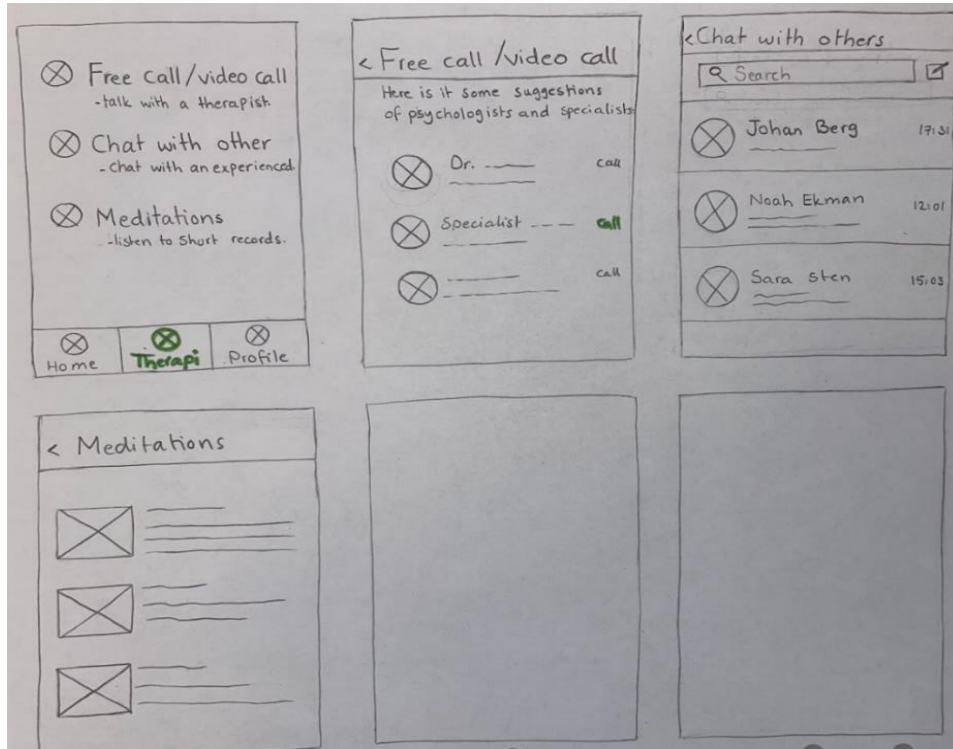 Free call/video call
-talk with a therapist.
Chat with other
-chat with an experienced.
Meditations
-listen to short records.
Home
Therapi
Profile
< Free call/video call
Here is it some suggestions
of psychologists and specialists
Dr.
call
Specialist
call
call
<Chat with others
Search
Johan Berg
17:31
Noah Ekman
12:01
Sara Sten
15:03
< Meditations